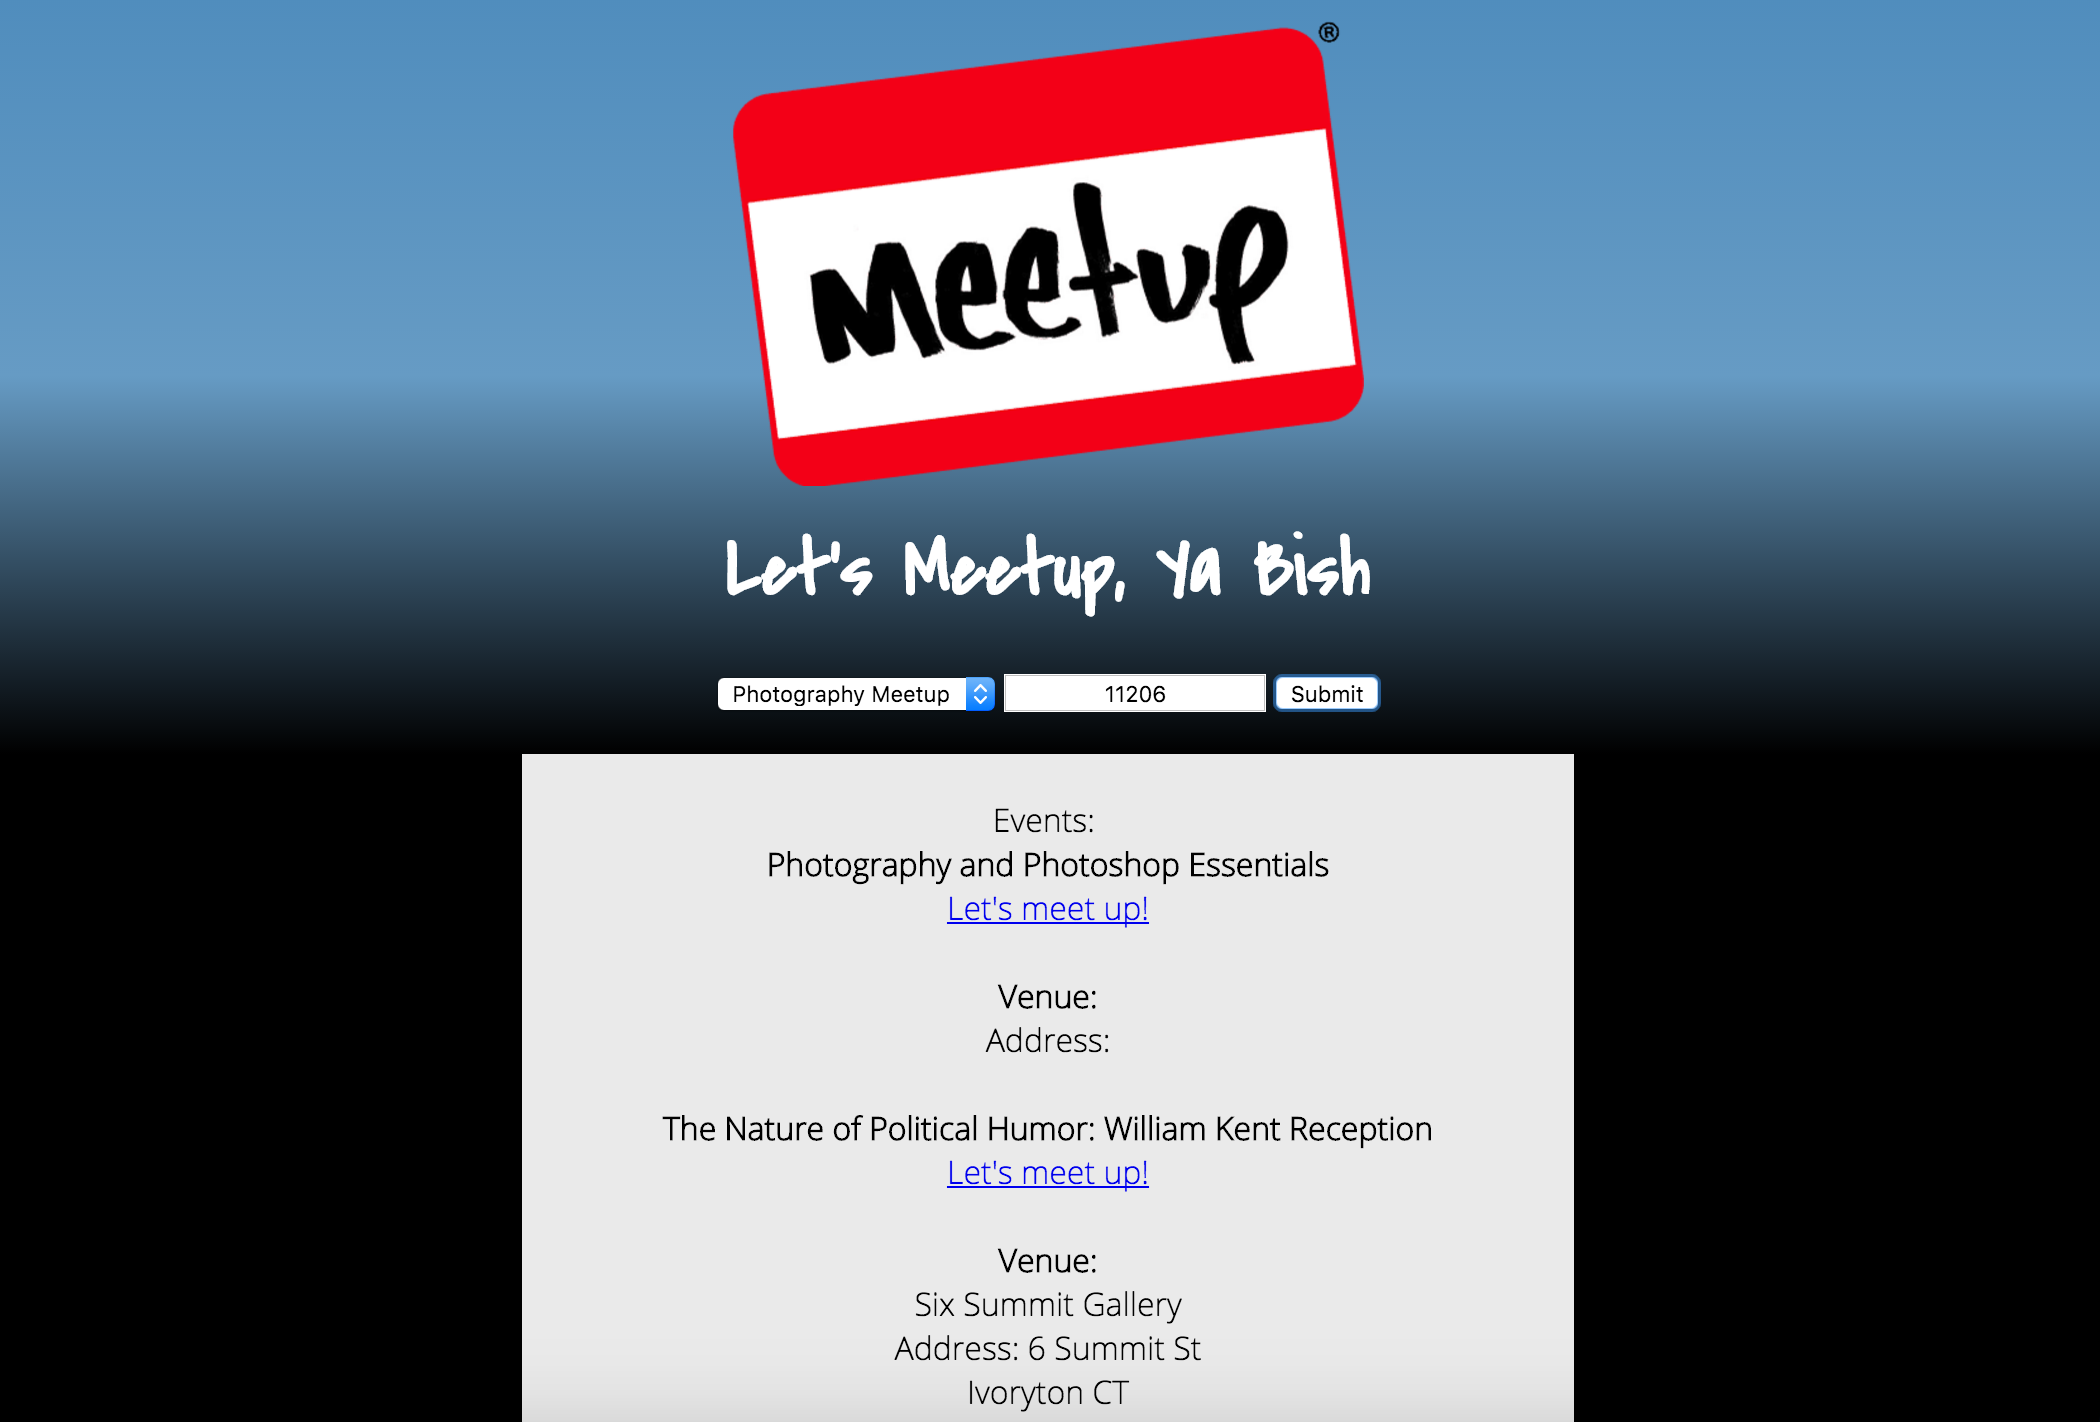 ®
meetup
Let's Meetup, Ya Bish
Photography Meetup 11206 Submit
Events:
Photography and Photoshop Essentials
Let's meet up!
Venue:
Address:
The Nature of Political Humor: William Kent Reception
Let's meet up!
Venue:
Six Summit Gallery
Address: 6 Summit St
Ivoryton CT